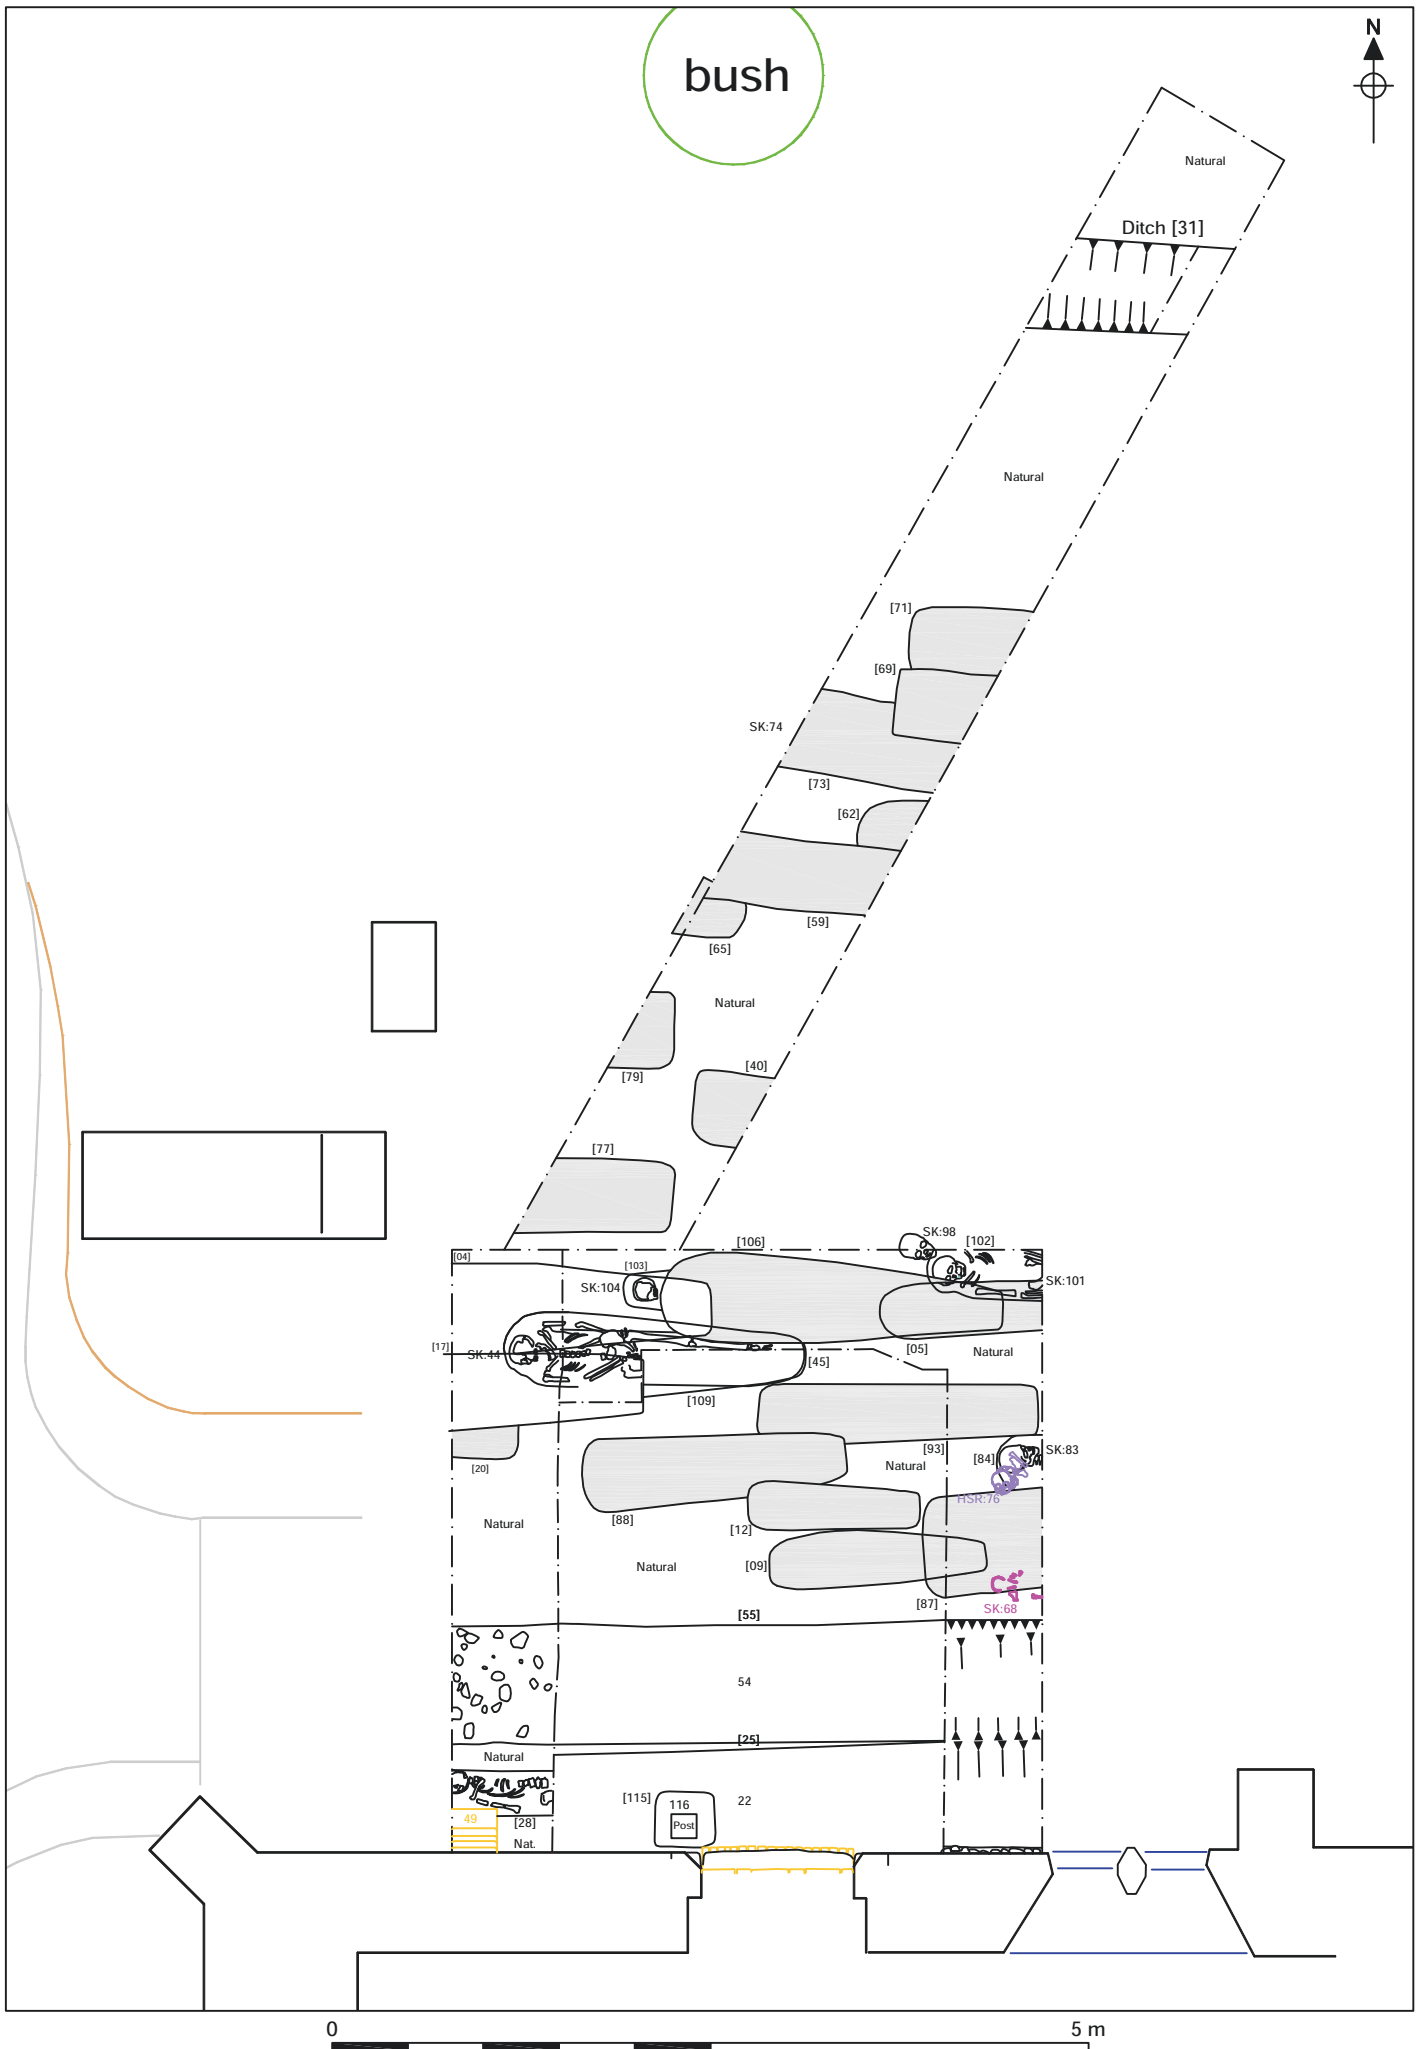 N
bush
Natural
Ditch [31]
Natural
[71]
[69]
SK:74
[73]
[62]
[59]
[65]
Natural
[79]
[40]
[77]
SK:98
[106]
[102]
[04]
[103]
SK:104
SK:101
[17]
SK:44
[05]
Natural
[45]
[109]
[93]
SK:83
[84]
Natural
[20]
HSR:76
[88]
Natural
[12]
Natural
[09]
[87]
SK:68
[55]
54
[25]
Natural
[115]
116
22
Post
49
[28]
Nat.
0
5 m